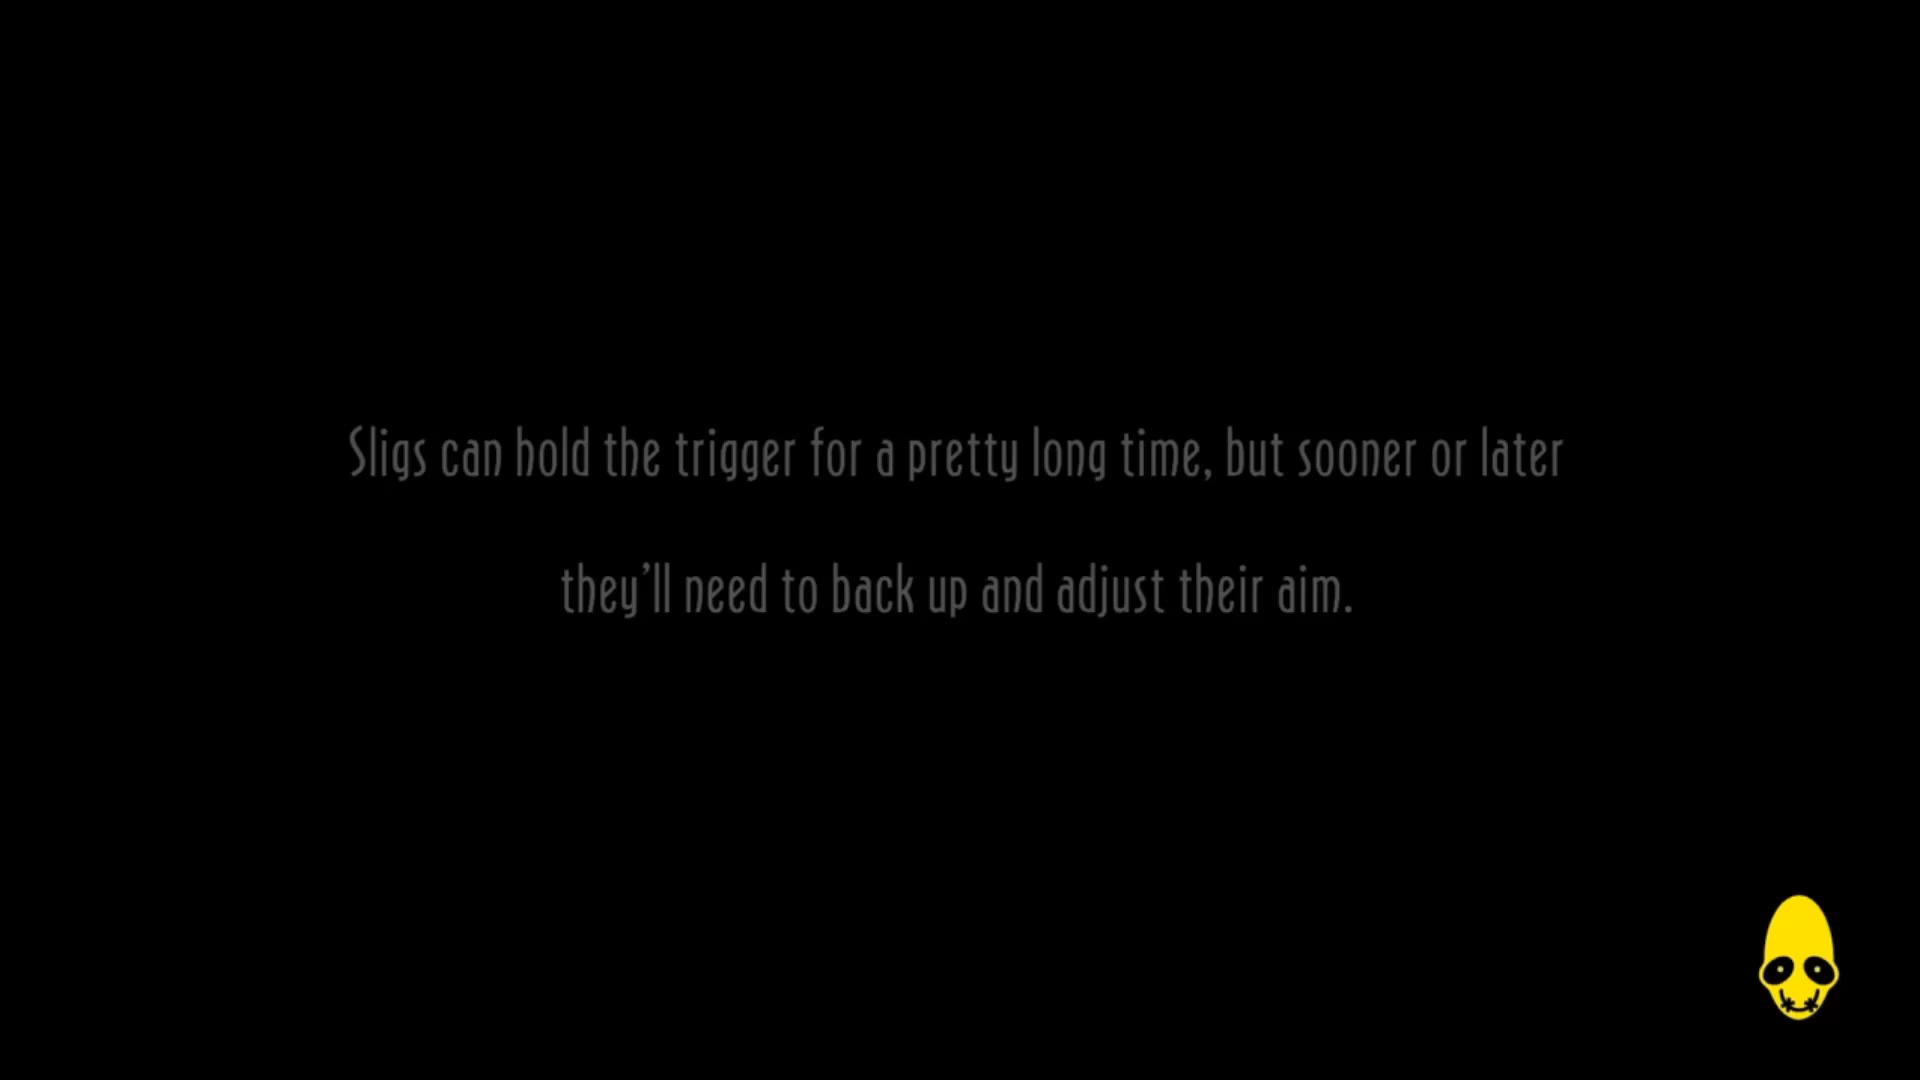 Sligs can hold the trigger for a pretty long time, but sooner or later
they'll need to back up and adjust their aim.